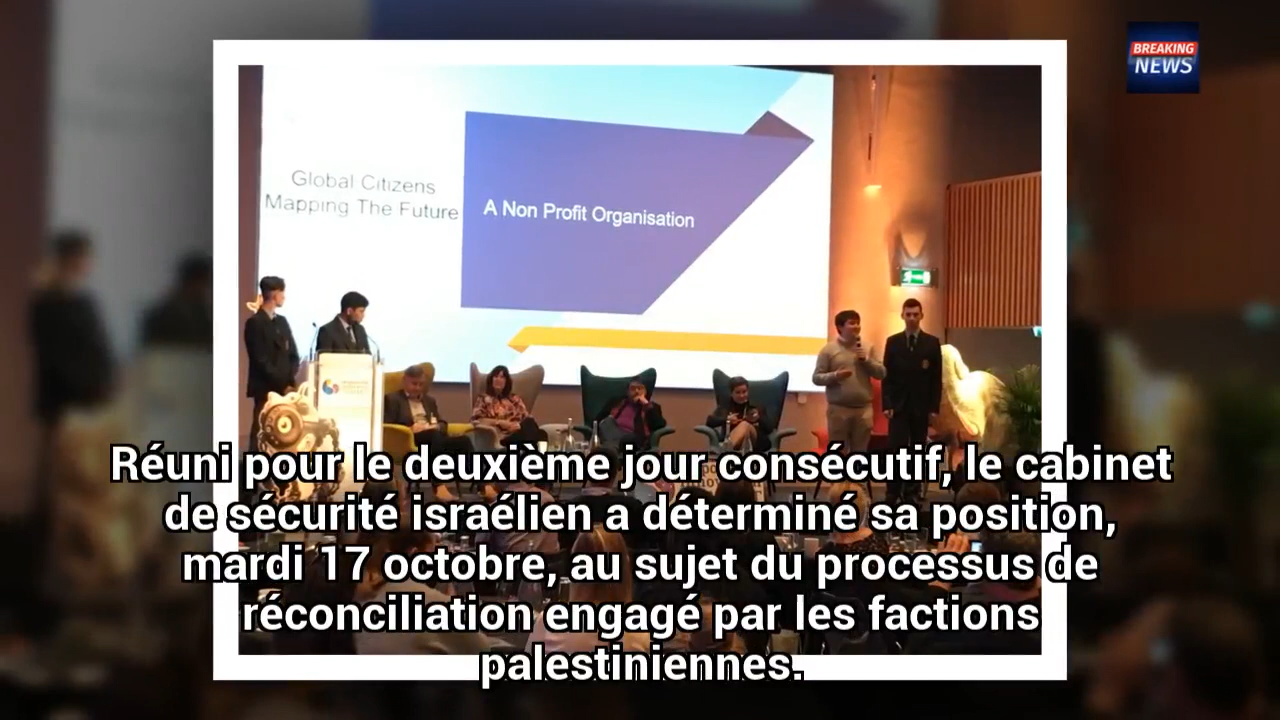 BREAKING
NEWS
Global Citizens
Mapping The Future
A Non Profit Organisation
Réuni pour le deuxième jour consécutif, le cabinet
de sécurité israélien a déterminé sa position,
mardi 17 octobre, au sujet du processus de
réconciliation engagé par les factions
palestiniennes.